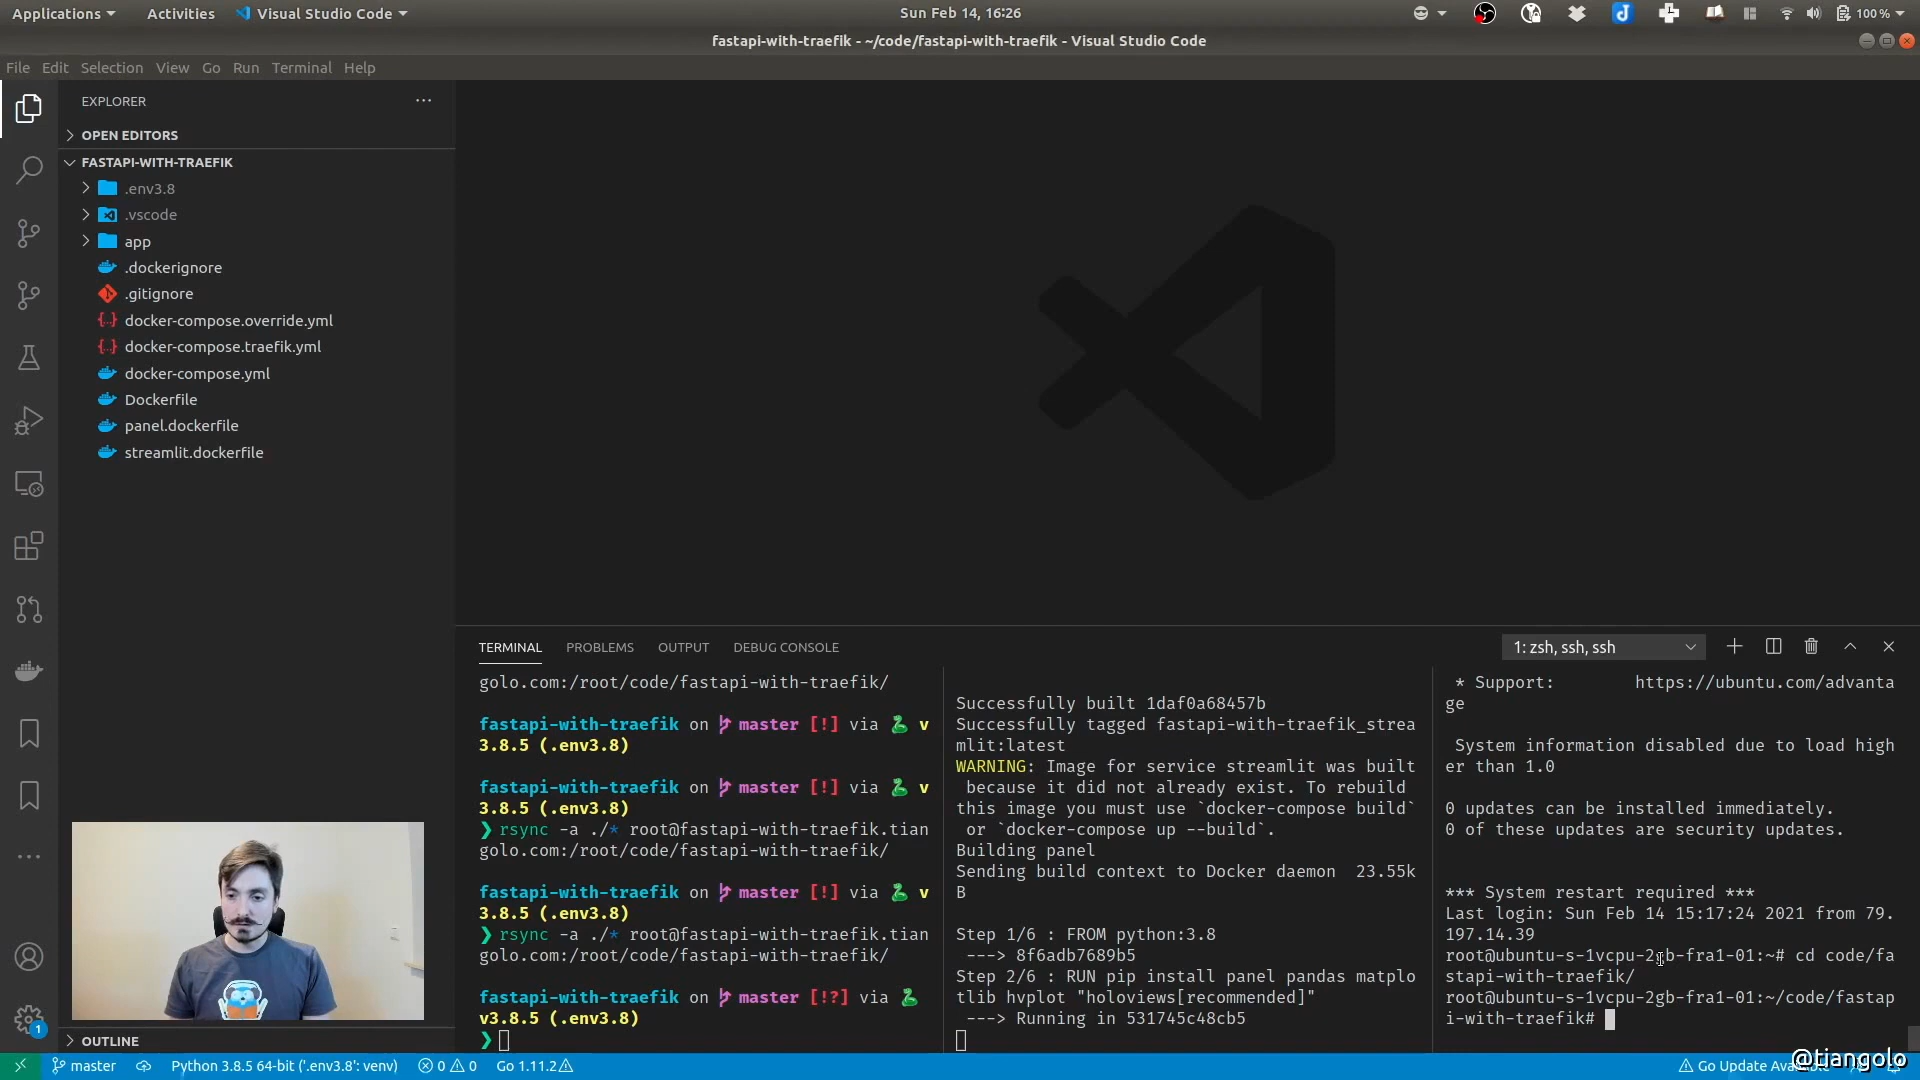 Applications
Activities
Visual Studio Code
Sun Feb 14, 16:26
100 %
fastapi-with-traefik - ~/code/fastapi-with-traefik - Visual Studio Code
File Edit Selection View Go Run Terminal Help
EXPLORER
OPEN EDITORS
FASTAPI-WITH-TRAEFIK
.env3.8
.vscode
app
.dockerignore
.gitignore
docker-compose.override.yml
docker-compose.traefik.yml
docker-compose.yml
Dockerfile
panel.dockerfile
streamlit.dockerfile
OUTLINE
1
TERMINAL PROBLEMS OUTPUT DEBUG CONSOLE
1: zsh, ssh, ssh
golo.com:/root/code/fastapi-with-traefik/
fastapi-with-traefik on master [!] via v
3.8.5 (.env3.8)
fastapi-with-traefik on master [!] via v
3.8.5 (.env3.8)
❯ rsync -a ./* root@fastapi-with-traefik.tian
golo.com:/root/code/fastapi-with-traefik/
fastapi-with-traefik on master [!] via v
3.8.5 (.env3.8)
❯ rsync -a ./* root@fastapi-with-traefik.tian
golo.com:/root/code/fastapi-with-traefik/
fastapi-with-traefik on master [!?] via
v3.8.5 (.env3.8)
❯
Successfully built 1daf0a68457b
Successfully tagged fastapi-with-traefik_strea
mlit:latest
WARNING: Image for service streamlit was built
because it did not already exist. To rebuild
this image you must use `docker-compose build`
or `docker-compose up --build`.
Building panel
Sending build context to Docker daemon 23.55k
B
Step 1/6 : FROM python:3.8
---> 8f6adb7689b5
Step 2/6 : RUN pip install panel pandas matplo
tlib hvplot "holoviews[recommended]"
---> Running in 531745c48cb5
* Support: https://ubuntu.com/advanta
ge
System information disabled due to load high
er than 1.0
0 updates can be installed immediately.
0 of these updates are security updates.
*** System restart required ***
Last login: Sun Feb 14 15:17:24 2021 from 79.
197.14.39
root@ubuntu-s-1vcpu-2gb-fra1-01:~# cd code/fa
stapi-with-traefik/
root@ubuntu-s-1vcpu-2gb-fra1-01:~/code/fastap
i-with-traefik#
master
Python 3.8.5 64-bit ('.env3.8': venv)
0 0
Go 1.11.2
Go Update
@tiangolo